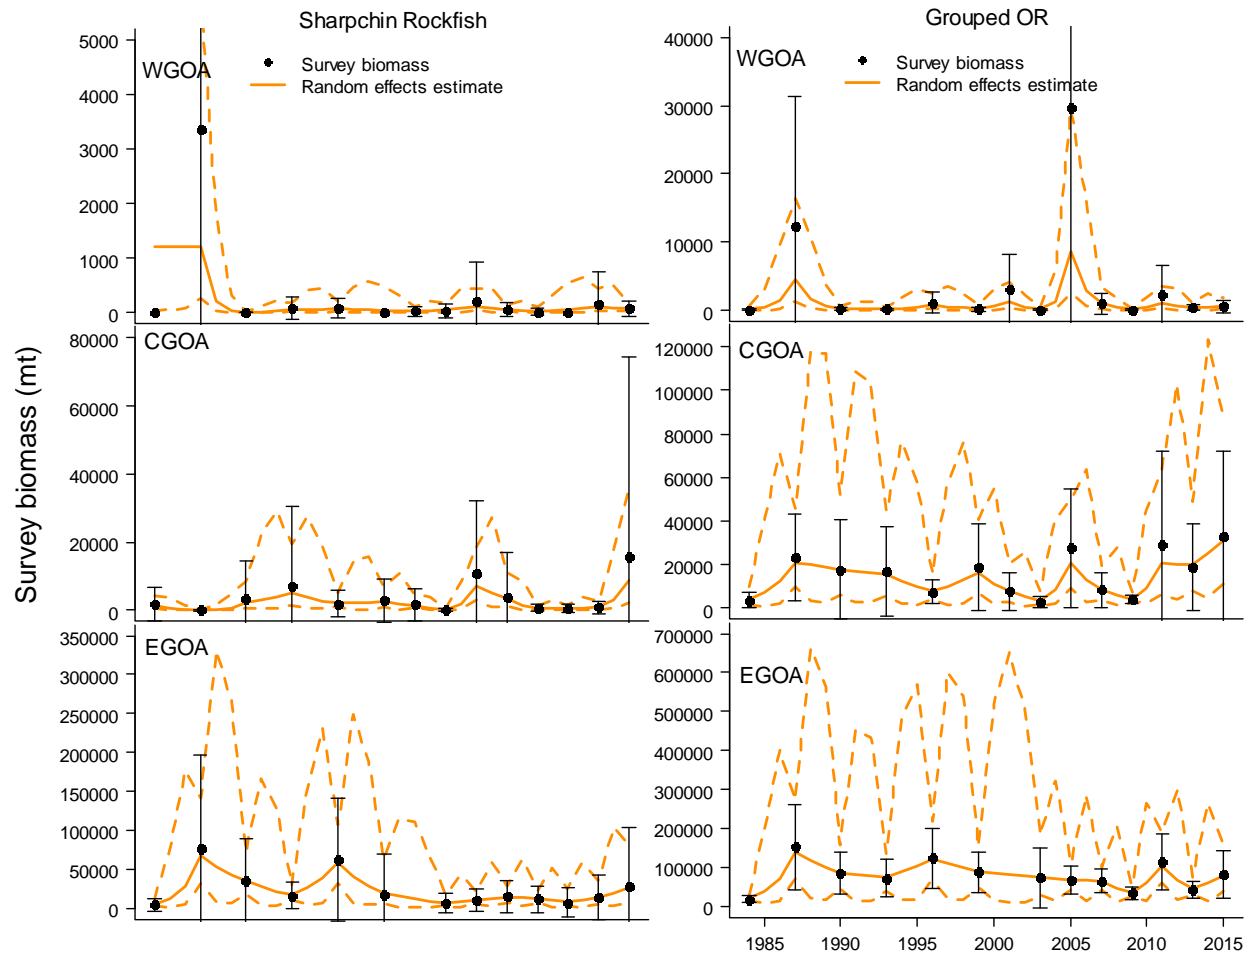 Sharpchin Rockfish
Grouped OR
WGOA
Survey biomass
Random effects estimate
5000
4000
3000
2000
1000
0
WGOA
Survey biomass
Random effects estimate
40000
30000
20000
10000
0
Survey biomass (mt)
CGOA
80000
60000
40000
20000
0
CGOA
120000
100000
80000
60000
40000
20000
0
EGOA
350000
300000
250000
200000
150000
100000
50000
0
EGOA
700000
600000
500000
400000
300000
200000
100000
0
1985 1990 1995 2000 2005 2010 2015